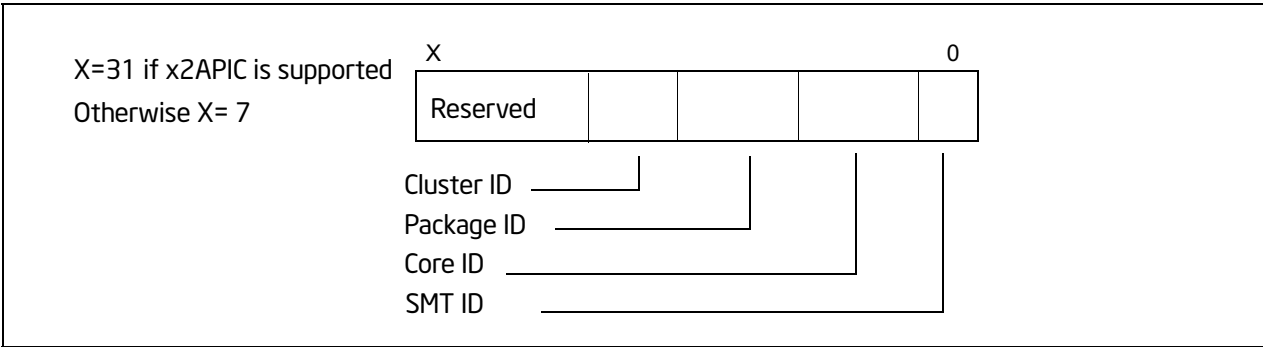 X=31 if x2APIC is supported
Otherwise X= 7
X 0
Reserved
Cluster ID
Package ID
Core ID
SMT ID